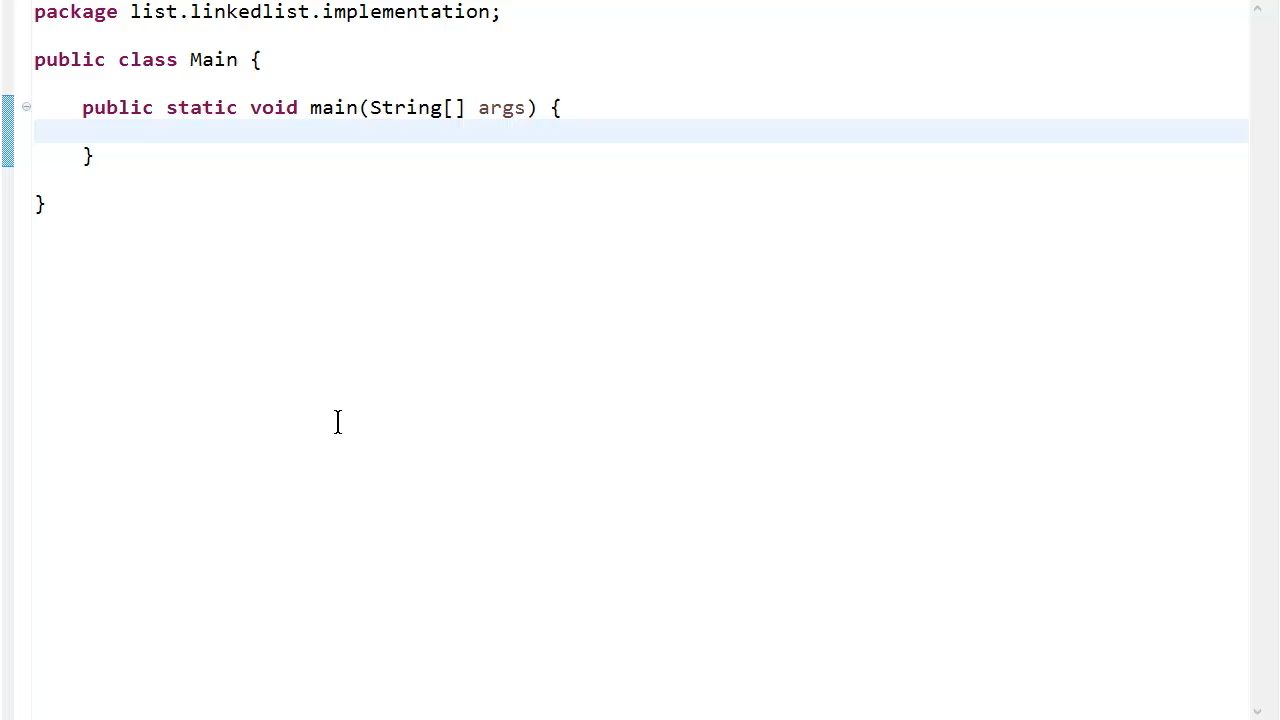 package list.linkedlist.implementation;
public class Main {
public static void main(String[] args) {
}
}